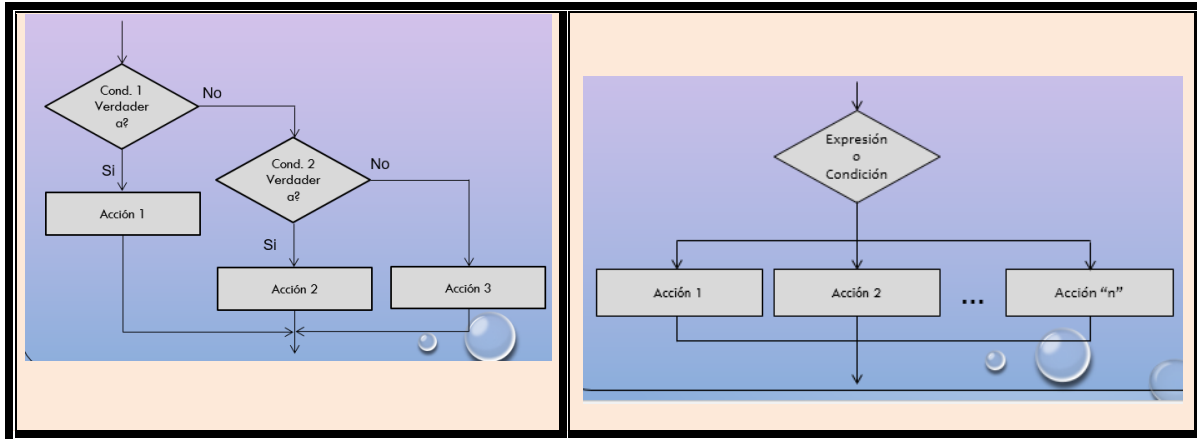 Cond. 1
Verdader
a?
No
Si
Acción 1
Cond. 2
Verdader
a?
No
Si
Acción 2
Acción 3
Expresión
o
Condición
Acción 1
Acción 2
...
Acción “n”